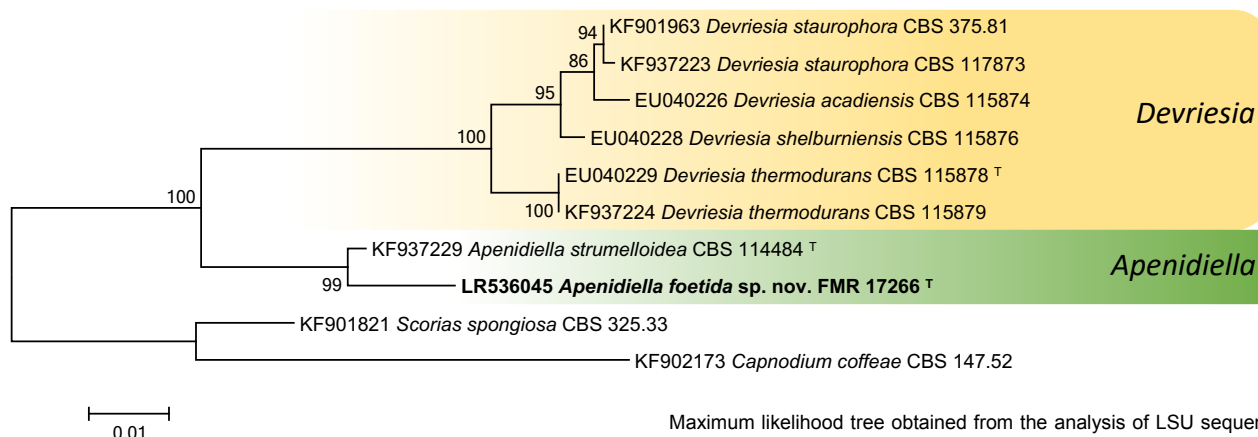 94
KF901963 Devriesia staurophora CBS 375.81
86
KF937223 Devriesia staurophora CBS 117873
95
EU040226 Devriesia acadiensis CBS 115874
Devriesia
100
EU040228 Devriesia shelburniensis CBS 115876
EU040229 Devriesia thermodurans CBS 115878 T
100
100
KF937224 Devriesia thermodurans CBS 115879
KF937229 Apenidiella strumelloidea CBS 114484 T
Apenidiella
99
LR536045 Apenidiella foetida sp. nov. FMR 17266 T
KF901821 Scorias spongiosa CBS 325.33
KF902173 Capnodium coffeae CBS 147.52
0.01
Maximum likelihood tree obtained from the analysis of LSU